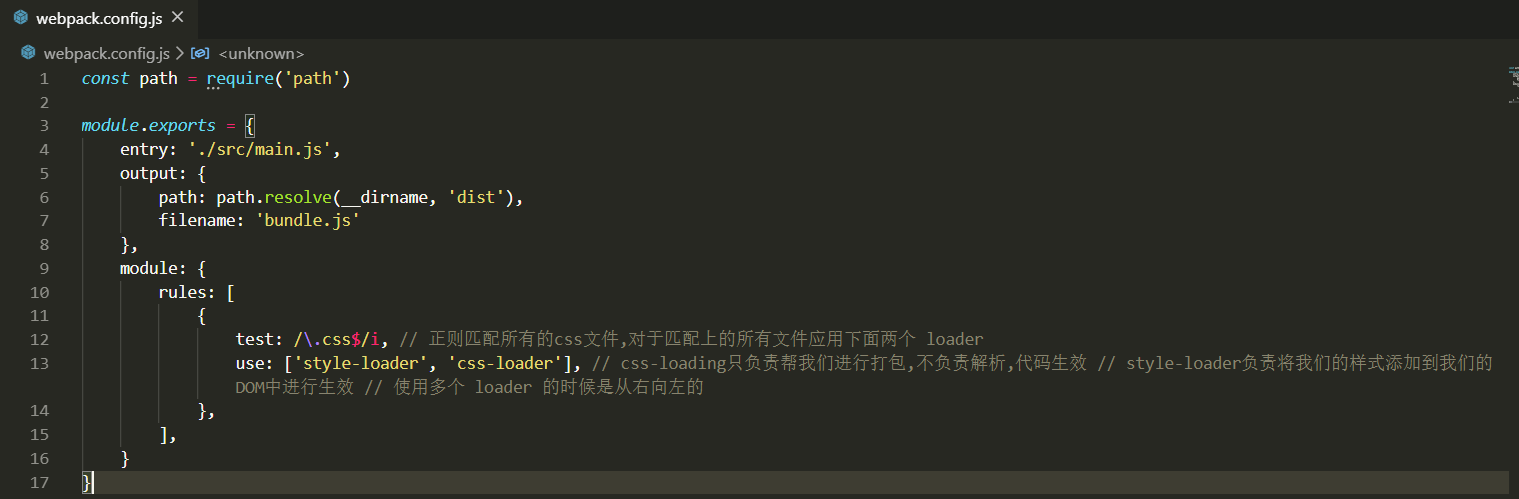 webpack.config.js
webpack.config.js > <unknown>
1 const path = require('path')
2
3 module.exports = {
4 entry: './src/main.js',
5 output: {
6 path: path.resolve(__dirname, 'dist'),
7 filename: 'bundle.js'
8 },
9 module: {
10 rules: [
11 {
12 test: /\.css$/i, // 正则匹配所有的css文件,对于匹配上的所有文件应用下面两个 loader
13 use: ['style-loader', 'css-loader'], // css-loading只负责帮我们进行打包,不负责解析,代码生效 // style-loader负责将我们的样式添加到我们的
DOM中进行生效 // 使用多个 loader 的时候是从右向左的
14 },
15 ],
16 }
17 }